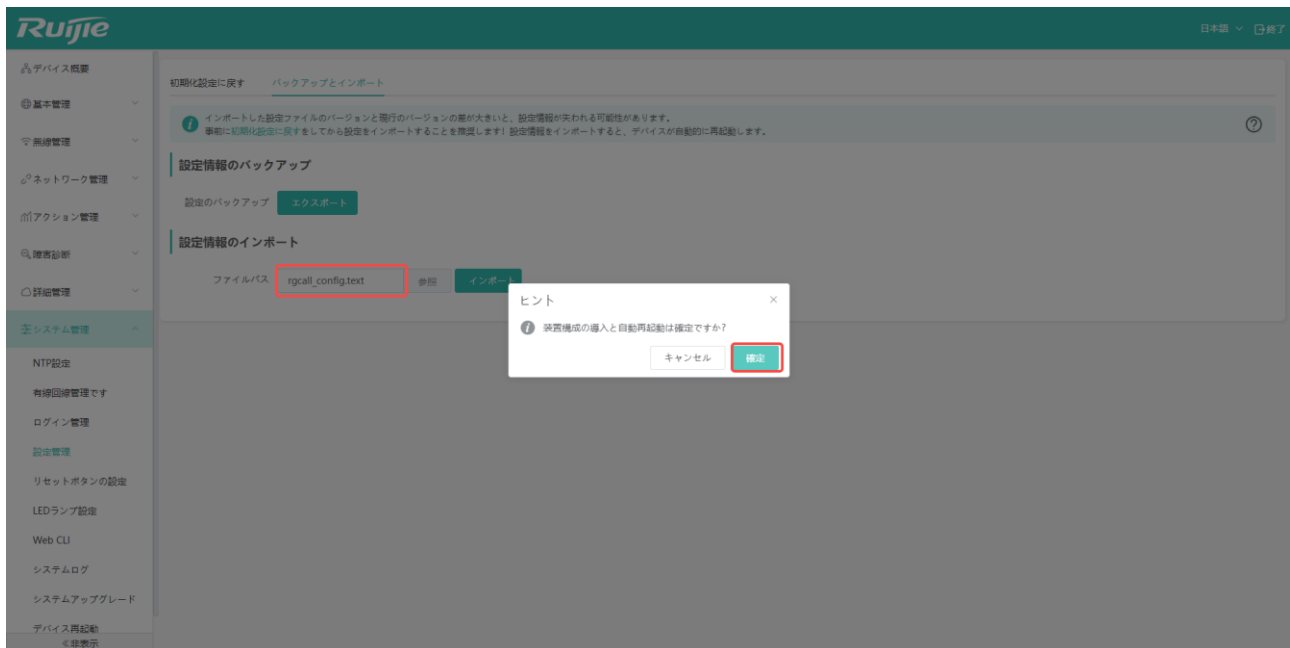 Ruijie
日本語 終了
デバイス概要
基本管理
無線管理
ネットワーク管理
アクション管理
障害診断
詳細管理
システム管理
NTP設定
有線回線管理です
ログイン管理
設定管理
リセットボタンの設定
LEDランプ設定
Web CLI
システムログ
システムアップグレード
デバイス再起動
≪非表示
初期化設定に戻す バックアップとインポート
インポートした設定ファイルのバージョンと現行のバージョンの差が大きいと、設定情報が失われる可能性があります。
事前に初期化設定に戻すをしてから設定をインポートすることを推奨します! 設定情報をインポートすると、デバイスが自動的に再起動します。
設定情報のバックアップ
設定のバックアップ エクスポート
設定情報のインポート
ファイルパス rgcall_config.text 参照 インポート
ヒント
装置構成の導入と自動再起動は確定ですか?
キャンセル 確定